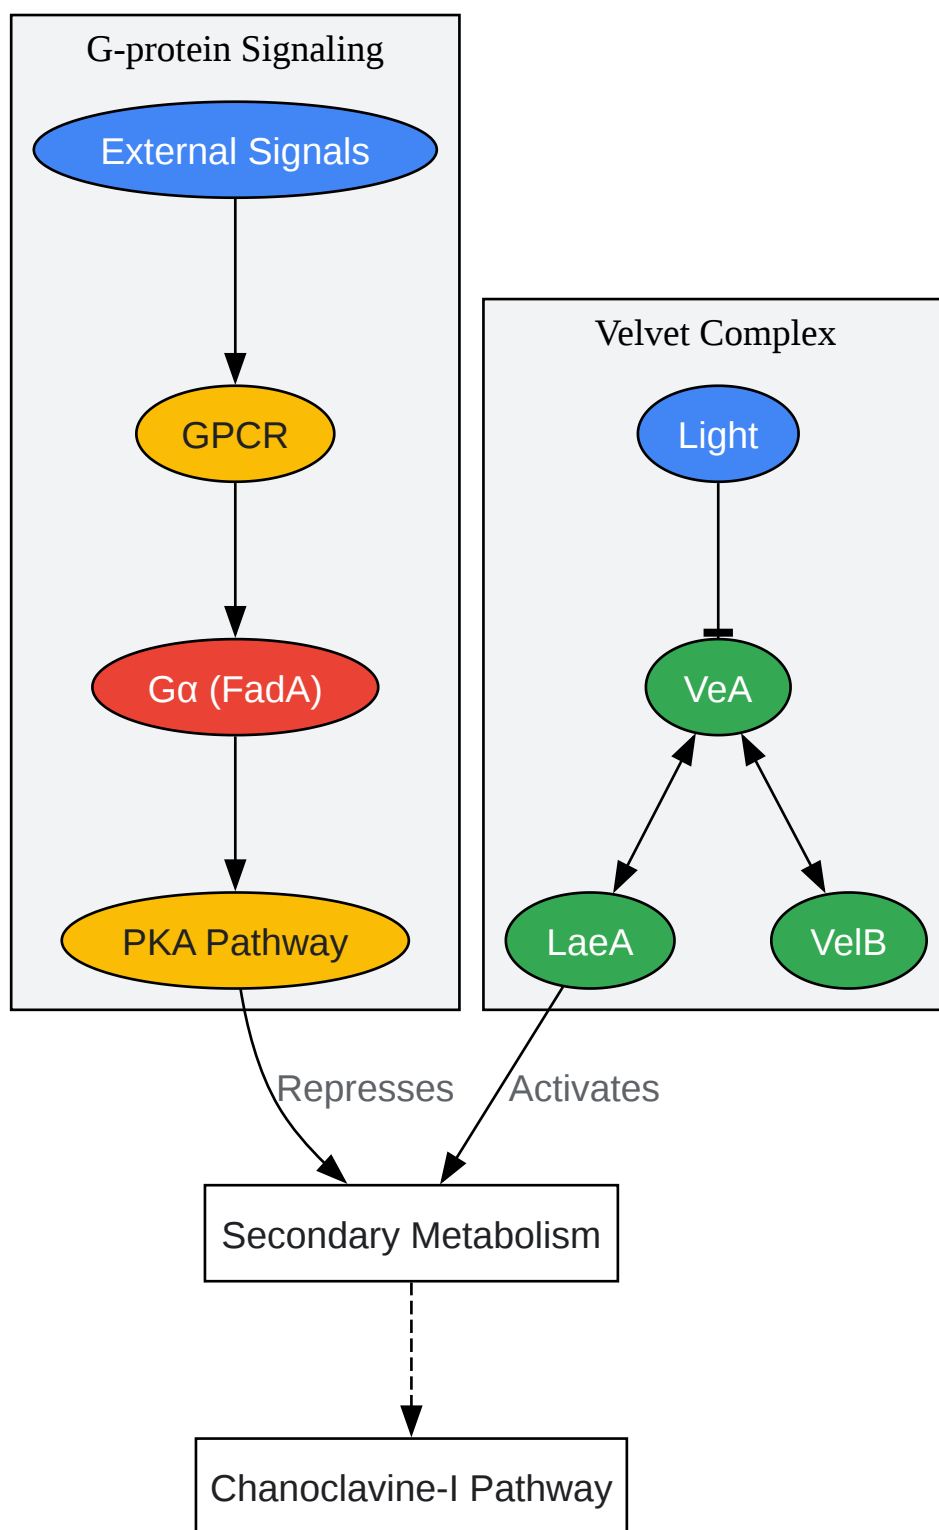 G-protein Signaling
External Signals
GPCR
Gα (FadA)
PKA Pathway
Velvet Complex
Light
VeA
LaeA
VelB
Represses
Activates
Secondary Metabolism
Chanoclavine-I Pathway